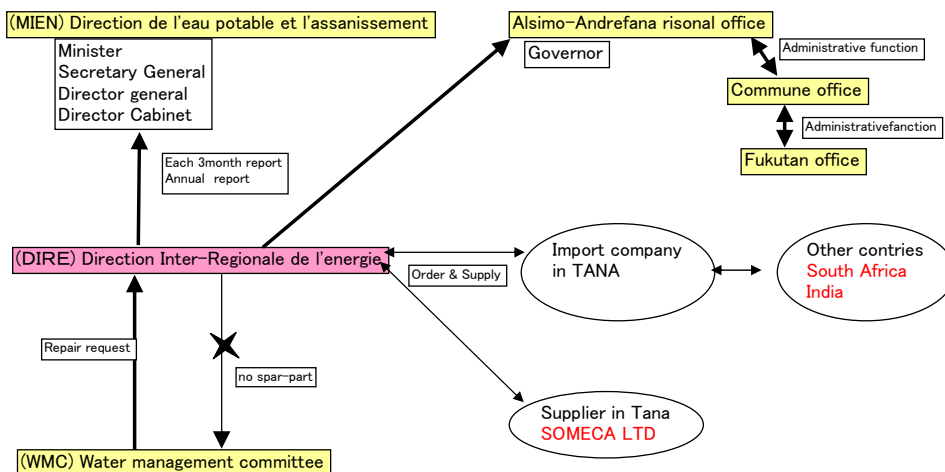 (MIEN) Direction de l'eau potable et l'assanissement
Minister
Secretary General
Director general
Director Cabinet
Alsimo-Andrefana risonal office
Governor
Administrative function
Commune office
Administrativefanction
Fukutan office
Each 3month report
Annual report
(DIRE) Direction Inter-Regionale de l'energie
Order & Supply
Import company
in TANA
Other contries
South Africa
India
Repair request
no spar-part
Supplier in Tana
SOMECA LTD
(WMC) Water management committee